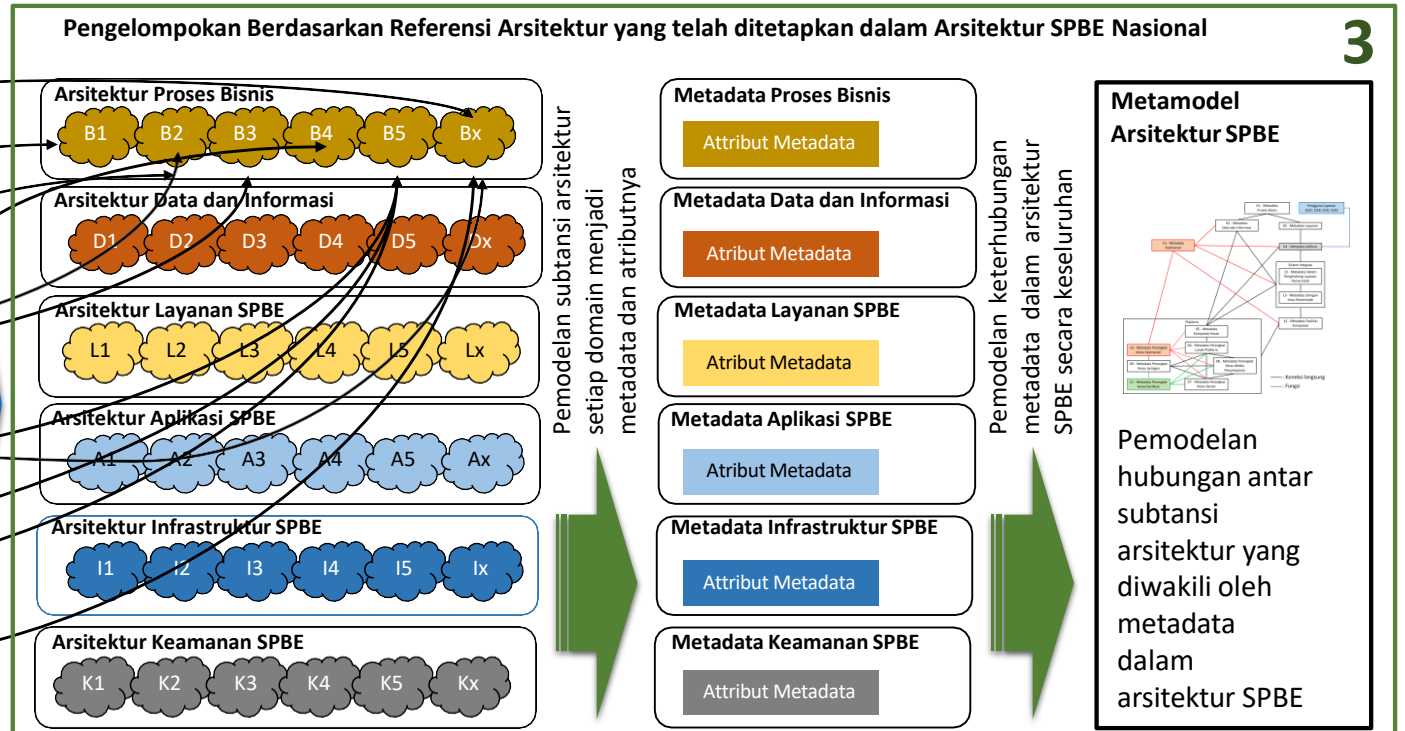 Pengelompokan Berdasarkan Referensi Arsitektur yang telah ditetapkan dalam Arsitektur SPBE Nasional
3
Arsitektur Proses Bisnis
B1 B2 B3 B4 B5 Bx
Arsitektur Data dan Informasi
D1 D2 D3 D4 D5 Dx
Arsitektur Layanan SPBE
L1 L2 L3 L4 L5 Lx
Arsitektur Aplikasi SPBE
A1 A2 A3 A4 A5 Ax
Arsitektur Infrastruktur SPBE
I1 I2 I3 I4 I5 Ix
Arsitektur Keamanan SPBE
K1 K2 K3 K4 K5 Kx
Pemodelan subtansi arsitektur
setiap domain menjadi
metadata dan atributnya
Metadata Proses Bisnis
Attribut Metadata
Metadata Data dan Informasi
Atribut Metadata
Metadata Layanan SPBE
Atribut Metadata
Metadata Aplikasi SPBE
Atribut Metadata
Metadata Infrastruktur SPBE
Attribut Metadata
Metadata Keamanan SPBE
Attribut Metadata
Pemodelan keterhubungan
metadata dalam arsitektur
SPBE secara keseluruhan
Metamodel
Arsitektur SPBE
Platform
: Koneksi langsung
: Fungsi
Pemodelan
hubungan antar
subtansi
arsitektur yang
diwakili oleh
metadata
dalam
arsitektur SPBE